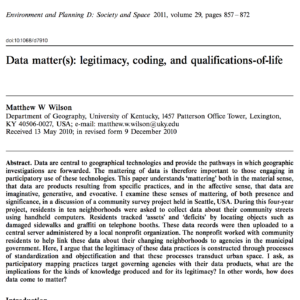 Environment and Planning D: Society and Space 2011, volume 29, pages 857–872
doi:10.1068/d7910
Data matter(s): legitimacy, coding, and qualifications-of-life
Matthew W Wilson
Department of Geography, University of Kentucky, 1457 Patterson Office Tower, Lexington,
KY 40506-0027, USA; e-mail: matthew.w.wilson@uky.edu
Received 13 May 2010; in revised form 9 December 2010
Abstract. Data are central to geographical technologies and provide the pathways in which geographic
investigations are forwarded. The mattering of data is therefore important to those engaging in
participatory use of these technologies. This paper understands 'mattering' both in the material sense,
that data are products resulting from specific practices, and in the affective sense, that data are
imaginative, generative, and evocative. I examine these senses of mattering, of both presence and
significance, in a discussion of a community survey project held in Seattle, USA. During this four-year
project, residents in ten neighborhoods were asked to collect data about their community streets
using handheld computers. Residents tracked 'assets' and 'deficits' by locating objects such as
damaged sidewalks and graffiti on telephone booths. These data records were then uploaded to a
central server administered by a local nonprofit organization. The nonprofit worked with community
residents to help link these data about their changing neighborhoods to agencies in the municipal
government. Here, I argue that the legitimacy of these data practices is constructed through processes
of standardization and objectification and that these processes transduct urban space. I ask, as
participatory mapping practices target governing agencies with their data products, what are the
implications for the kinds of knowledge produced and for its legitimacy? In other words, how does
data come to matter?